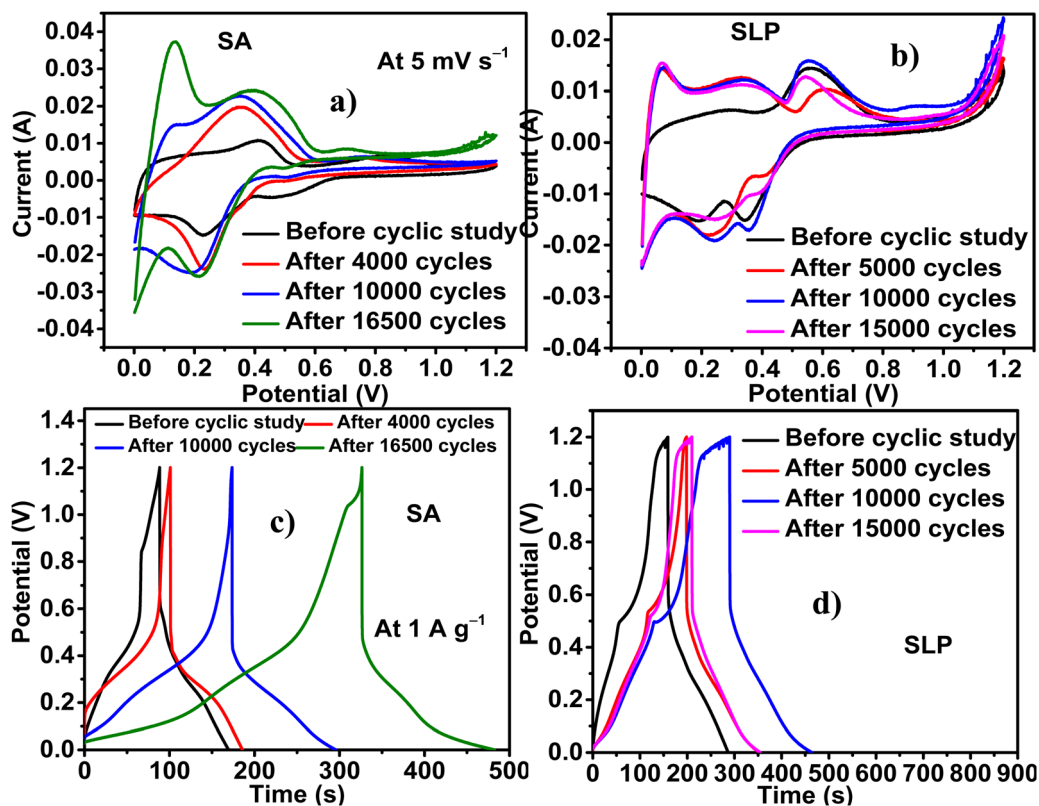 SA
At 5 mV s⁻¹
a)
0.04
0.03
0.02
0.01
0.00
-0.01
-0.02
-0.03
-0.04
Current (A)
Before cyclic study
After 4000 cycles
After 10000 cycles
After 16500 cycles
0.0 0.2 0.4 0.6 0.8 1.0 1.2
Potential (V)
SLP
b)
0.02
0.01
0.00
-0.01
-0.02
-0.03
-0.04
Current (A)
Before cyclic study
After 5000 cycles
After 10000 cycles
After 15000 cycles
0.0 0.2 0.4 0.6 0.8 1.0 1.2
Potential (V)
Before cyclic study After 4000 cycles
After 10000 cycles After 16500 cycles
c)
SA
At 1 A g⁻¹
1.4
1.2
1.0
0.8
0.6
0.4
0.2
0.0
Potential (V)
0 100 200 300 400 500
Time (s)
Before cyclic study
After 5000 cycles
After 10000 cycles
After 15000 cycles
d)
SLP
1.2
1.0
0.8
0.6
0.4
0.2
0.0
Potential (V)
0 100 200 300 400 500 600 700 800 900
Time (s)